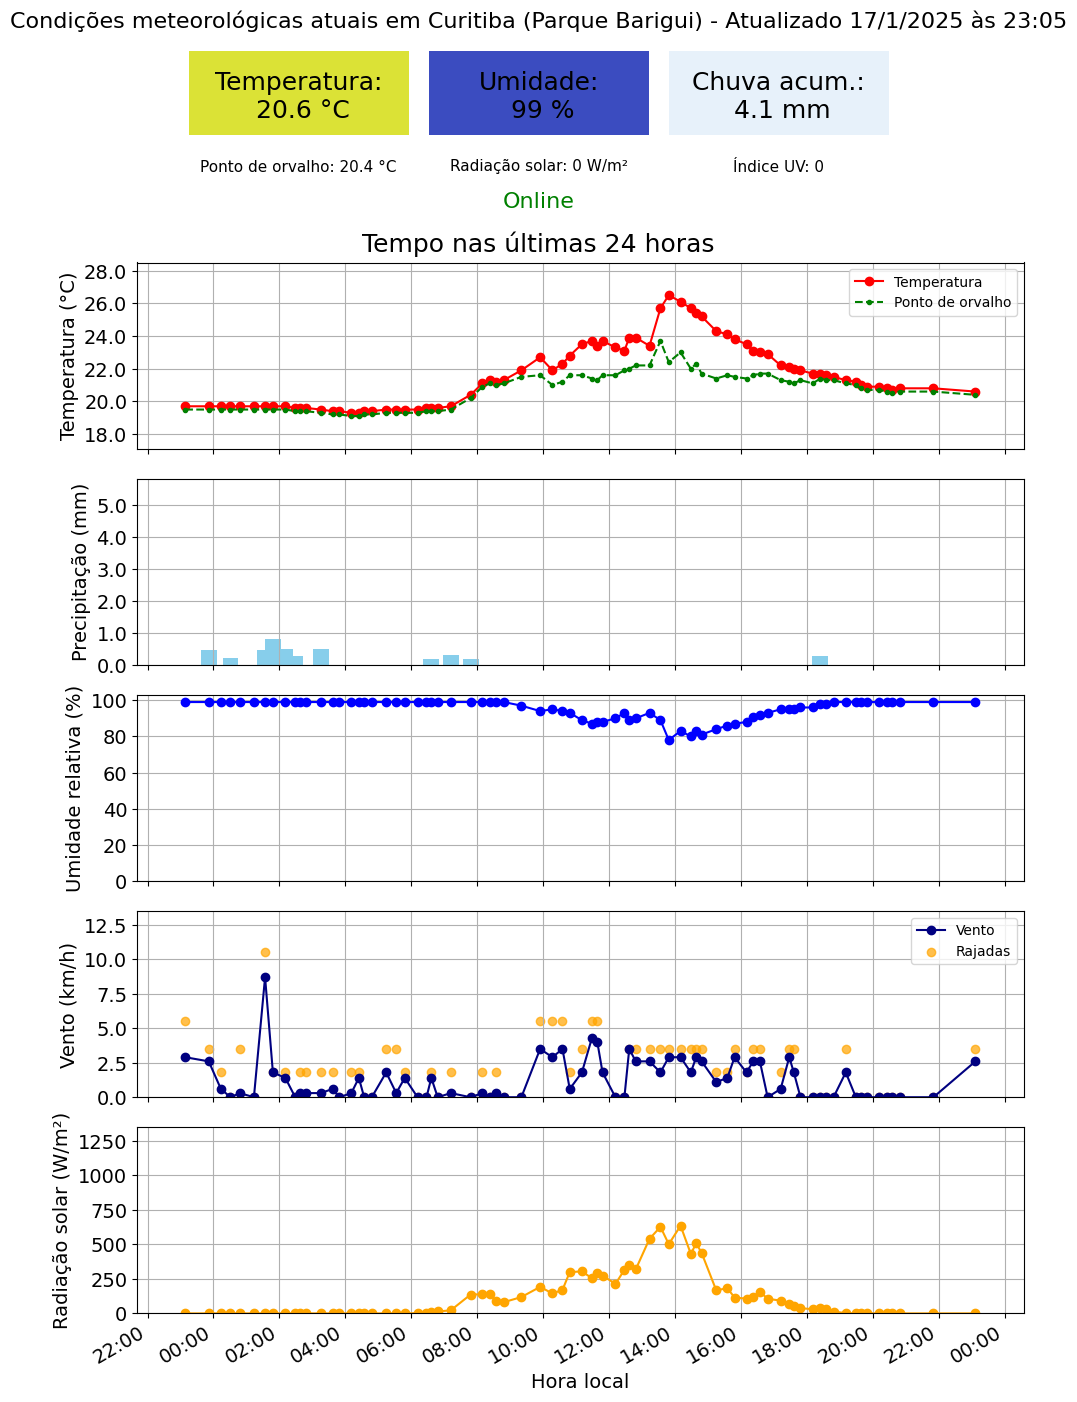 Condições meteorológicas atuais em Curitiba (Parque Barigui) - Atualizado 17/1/2025 às 23:05
Temperatura:
20.6 °C
Umidade:
99 %
Chuva acum.:
4.1 mm
Ponto de orvalho: 20.4 °C
Radiação solar: 0 W/m²
Índice UV: 0
Online
Tempo nas últimas 24 horas
Temperatura (°C)
28.0
26.0
24.0
22.0
20.0
18.0
Temperatura
Ponto de orvalho
Precipitação (mm)
5.0
4.0
3.0
2.0
1.0
0.0
Umidade relativa (%)
100
80
60
40
20
0
Vento (km/h)
12.5
10.0
7.5
5.0
2.5
0.0
Vento
Rajadas
Radiação solar (W/m²)
1250
1000
750
500
250
0
22:00
00:00
02:00
04:00
06:00
08:00
10:00
12:00
14:00
16:00
18:00
20:00
22:00
00:00
Hora local